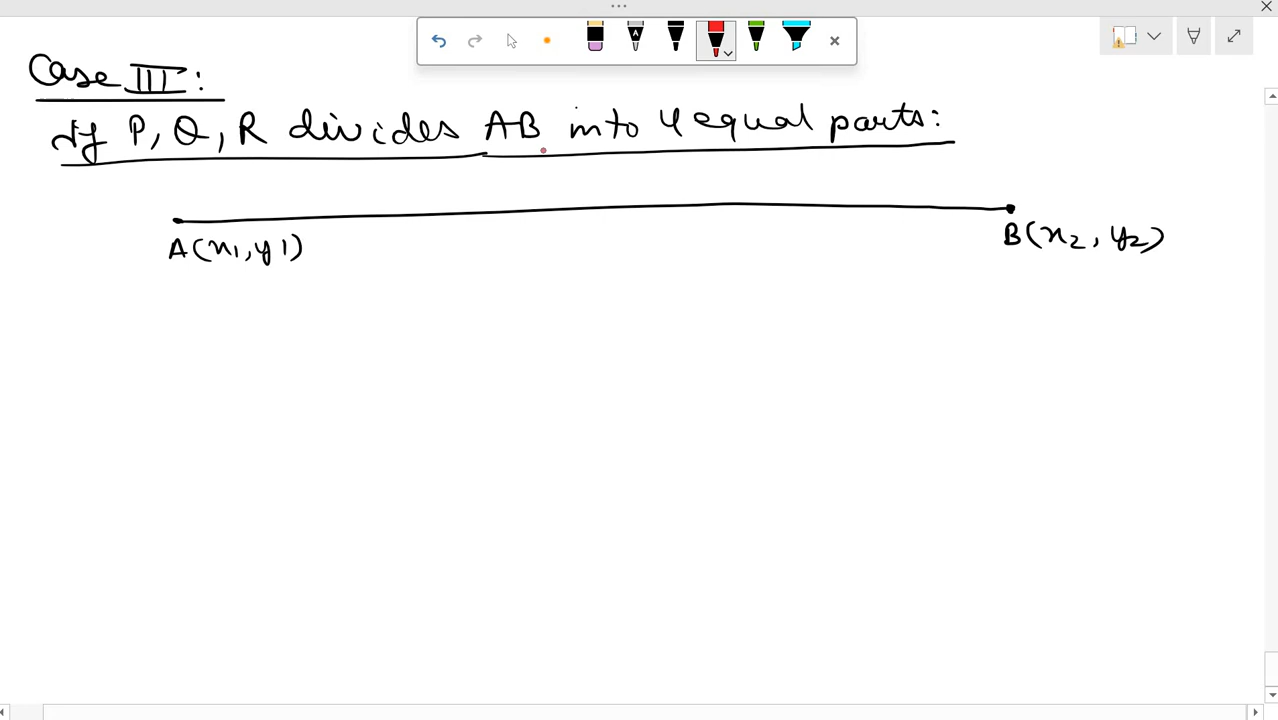 Case III:
If P, Q, R divides AB into 4 equal parts:
A(x1, y1)
B(x2, y2)